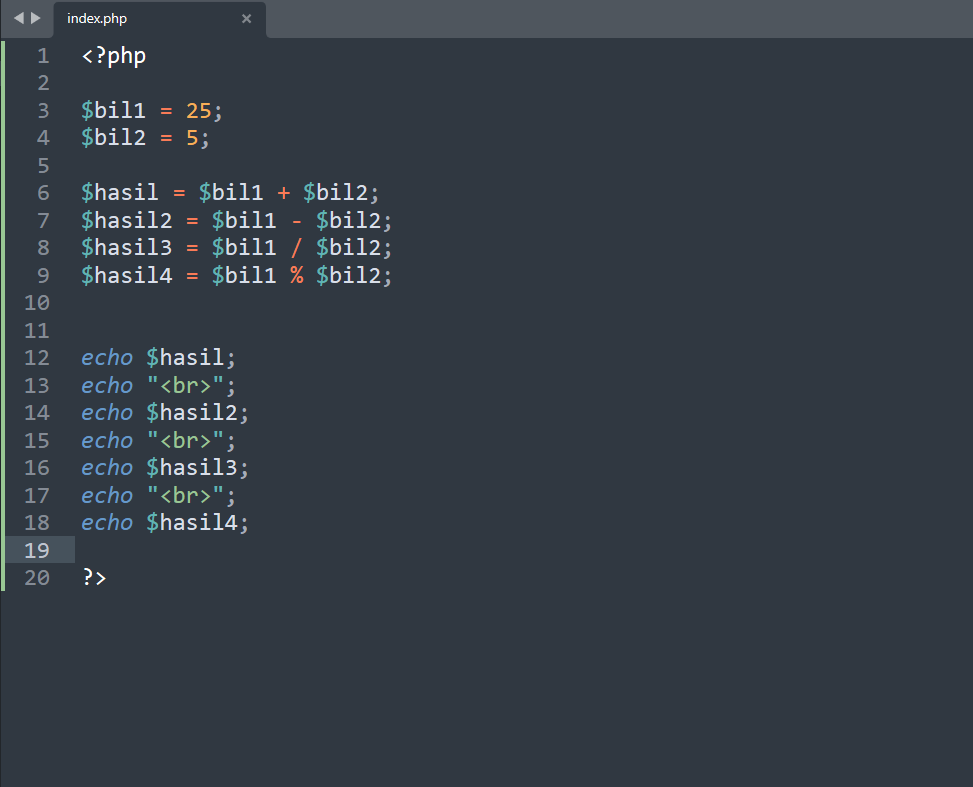 index.php
1 <?php
2
3 $bil1 = 25;
4 $bil2 = 5;
5
6 $hasil = $bil1 + $bil2;
7 $hasil2 = $bil1 - $bil2;
8 $hasil3 = $bil1 / $bil2;
9 $hasil4 = $bil1 % $bil2;
10
11
12 echo $hasil;
13 echo "<br>";
14 echo $hasil2;
15 echo "<br>";
16 echo $hasil3;
17 echo "<br>";
18 echo $hasil4;
19
20 ?>